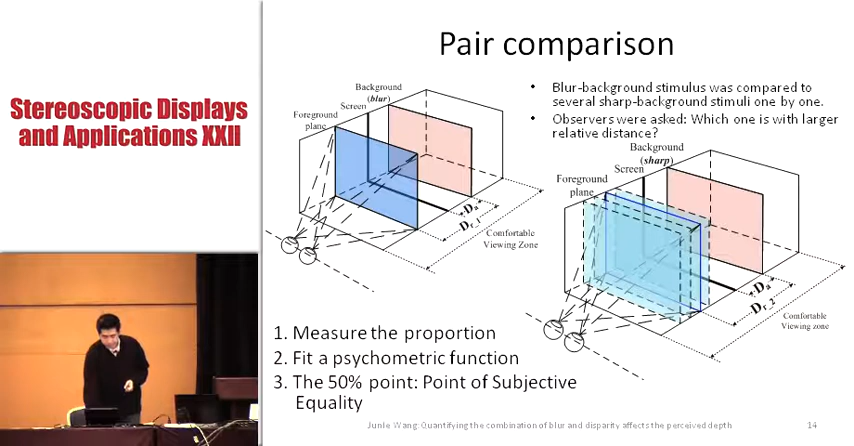 Stereoscopic Displays
and Applications XXII
Pair comparison
• Blur-background stimulus was compared to
several sharp-background stimuli one by one.
• Observers were asked: Which one is with larger
relative distance?
Background
(blur)
Screen
Foreground
plane
Da
Dr_1
Comfortable
Viewing Zone
Background
(sharp)
Screen
Foreground
plane
Da
Dr_2
Comfortable
Viewing zone
1. Measure the proportion
2. Fit a psychometric function
3. The 50% point: Point of Subjective
Equality
Junle Wang: Quantifying the combination of blur and disparity affects the perceived depth
14